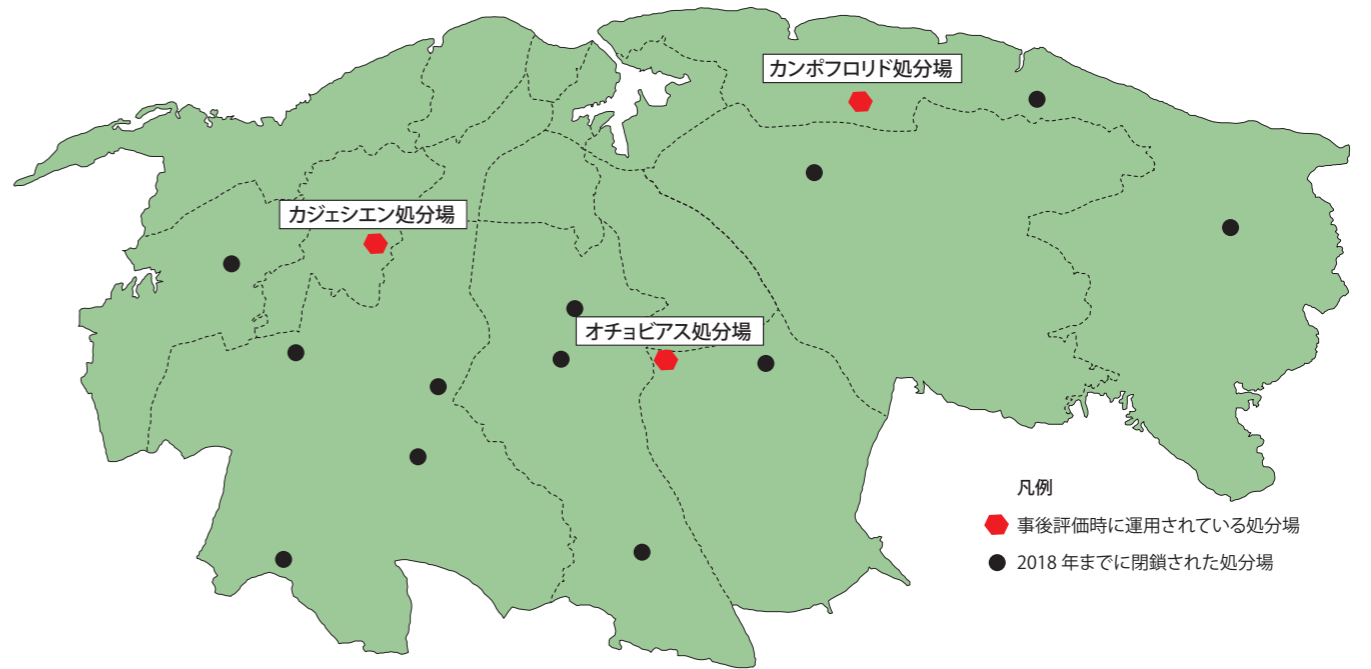 カンポフロリド処分場
カジェシエン処分場
オチョビアス処分場
凡例
事後評価時に運用されている処分場
2018 年までに閉鎖された処分場